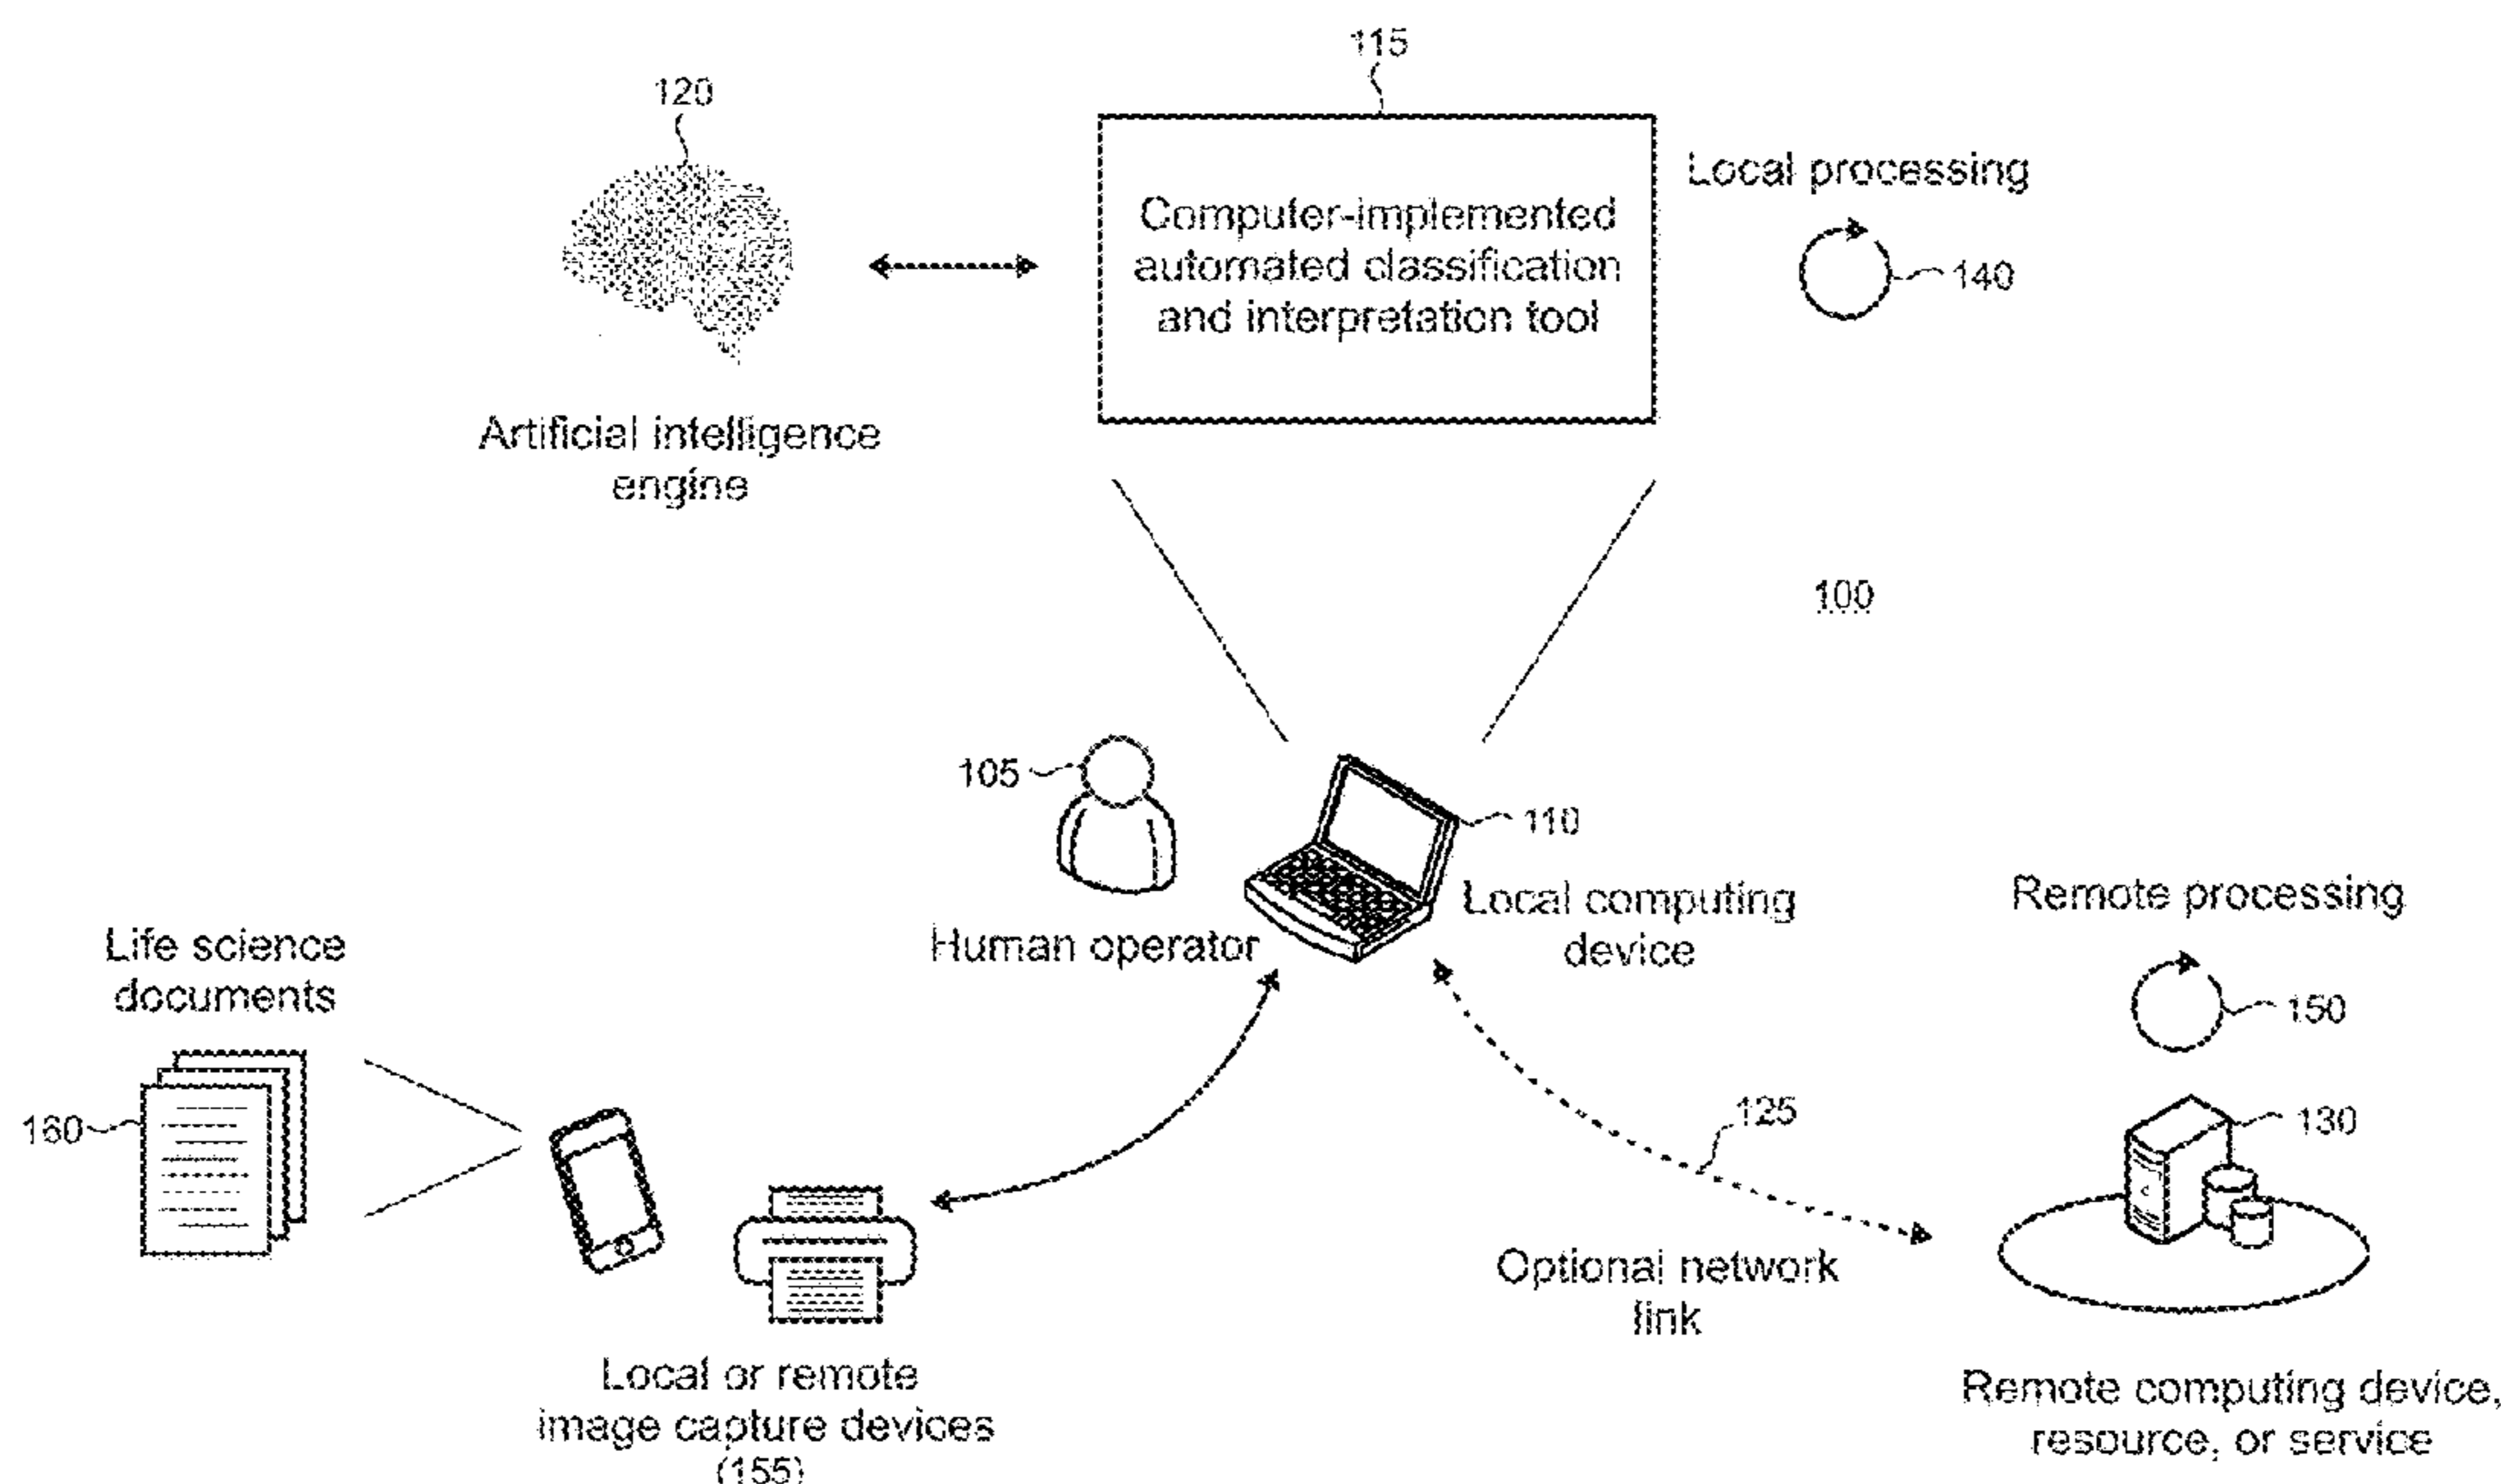 115
120
Local processing
Computer-implemented
automated classification
and interpretation tool
140
Artificial intelligence
engine
100
105
110
Local computing
device
Human operator
Remote processing
150
Life science
documents
160
125
130
Optional network
link
Local or remote
image capture devices
(155)
Remote computing device,
resource, or service